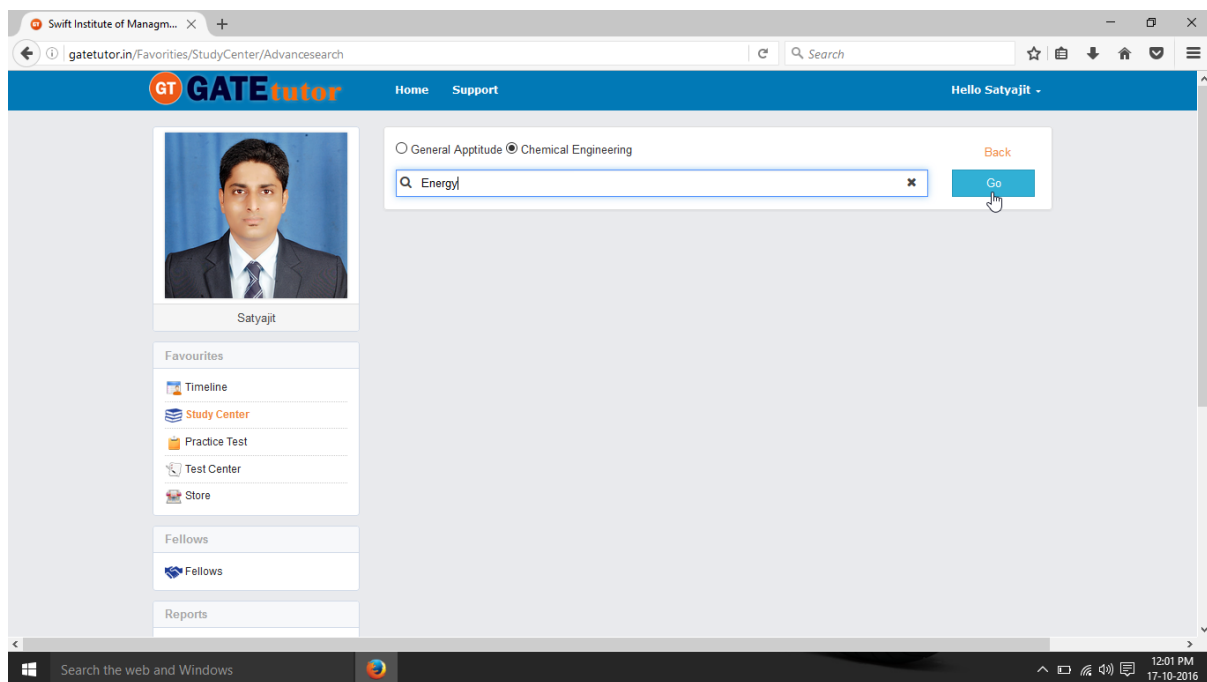 Swift Institute of Managm...
gatetutor.in/Favorities/StudyCenter/Advancesearch
Search
GT GATEtutor
Home Support Hello Satyajit
General Apptitude Chemical Engineering
Back
Energy
Go
Satyajit
Favourites
Timeline
Study Center
Practice Test
Test Center
Store
Fellows
Fellows
Reports
Search the web and Windows
12:01 PM
17-10-2016